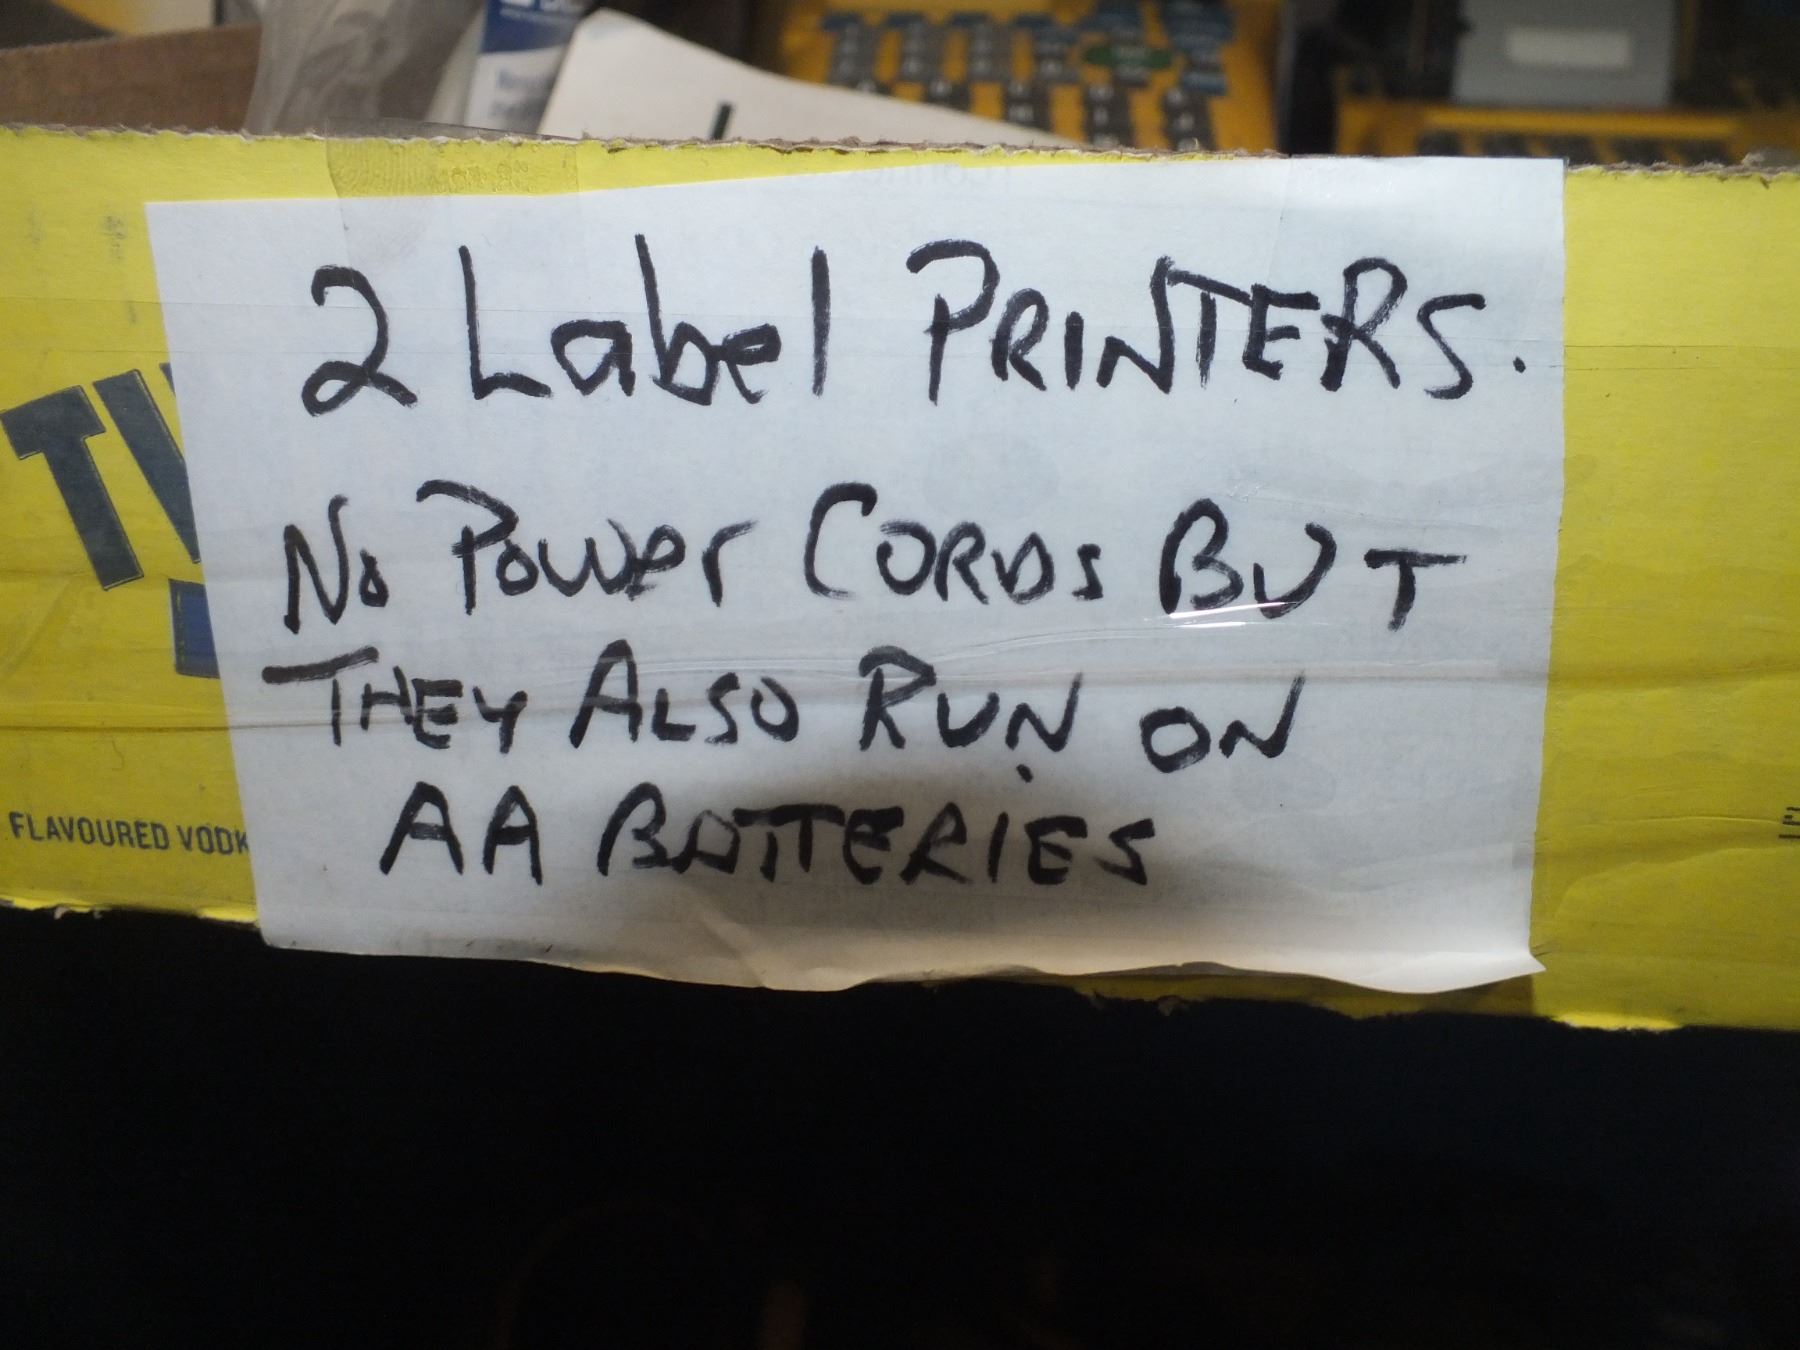 2 Label PRINTERS.
No Power CORDS BUT
THEY ALSO RUN ON
AA BATTERIES
FLAVOURED VODK